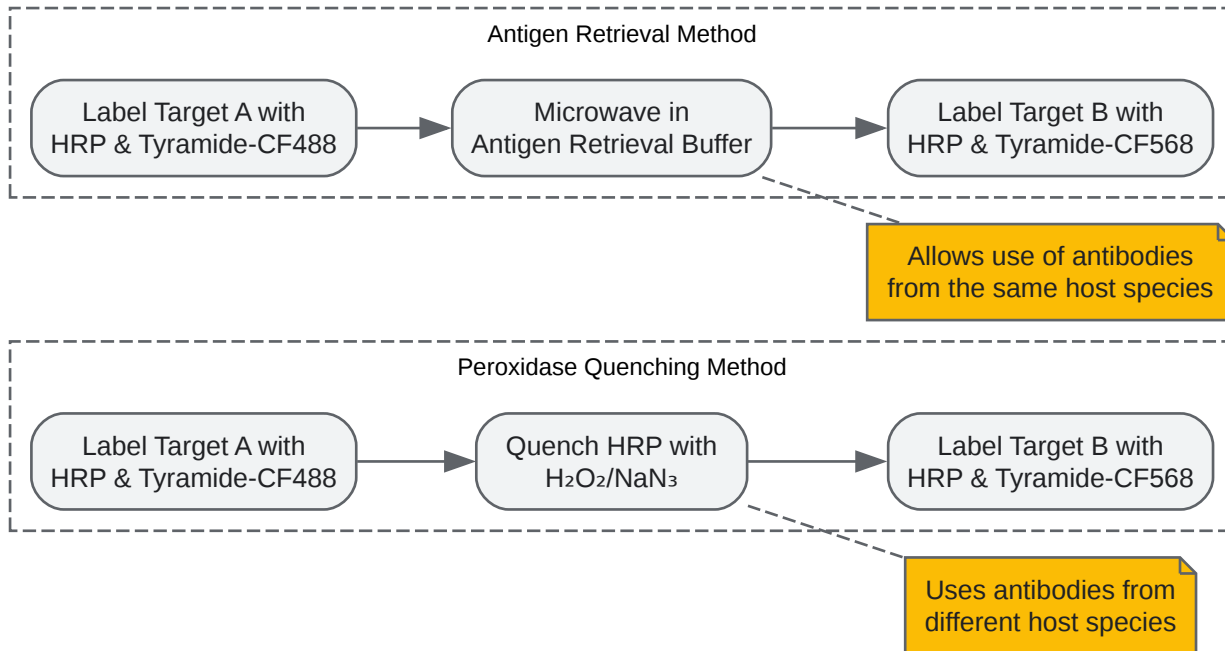 Antigen Retrieval Method
Label Target A with
HRP & Tyramide-CF488
Microwave in
Antigen Retrieval Buffer
Label Target B with
HRP & Tyramide-CF568
Allows use of antibodies
from the same host species
Peroxidase Quenching Method
Label Target A with
HRP & Tyramide-CF488
Quench HRP with
H₂O₂/NaN₃
Label Target B with
HRP & Tyramide-CF568
Uses antibodies from
different host species